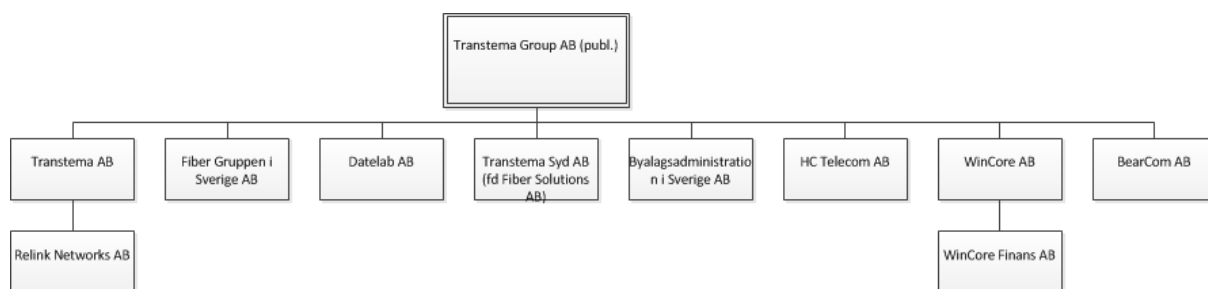 Transtema Group AB (publ.)
Transtema AB
Fiber Gruppen i
Sverige AB
Datelab AB
Transtema Syd AB
(fd Fiber Solutions
AB)
Byalagsadministratio
n i Sverige AB
HC Telecom AB
WinCore AB
BearCom AB
Relink Networks AB
WinCore Finans AB